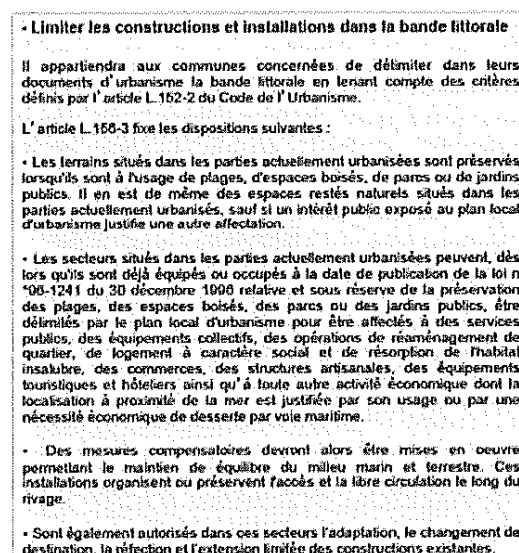 • Limiter les constructions et installations dans la bande littorale
Il appartiendra aux communes concernées de délimiter dans leurs
documents d'urbanisme la bande littorale en tenant compte des critères
définis par l'article L.152-2 du Code de l'Urbanisme.
L'article L.156-3 fixe les dispositions suivantes :
• Les terrains situés dans les parties actuellement urbanisées sont préservés
lorsqu'ils sont à l'usage de plages, d'espaces boisés, de parcs ou de jardins
publics. Il en est de même des espaces restés naturels situés dans les
parties actuellement urbanisées, sauf si un intérêt public exposé au plan local
d'urbanisme justifie une autre affectation.
• Les secteurs situés dans les parties actuellement urbanisées peuvent, dès
lors qu'ils sont déjà équipés ou occupés à la date de publication de la loi n
°96-1241 du 30 décembre 1996 relative et sous réserve de la préservation
des plages, des espaces boisés, des parcs ou des jardins publics, être
délimités par le plan local d'urbanisme pour être affectés à des services
publics, des équipements collectifs, des opérations de réaménagement de
quartier, de logement à caractère social et de résorption de l'habitat
insalubre, des commerces, des structures artisanales, des équipements
touristiques et hôteliers ainsi qu'à toute autre activité économique dont la
localisation à proximité de la mer est justifiée par son usage ou par une
nécessité économique de desserte par voie maritime.
• Des mesures compensatoires devront alors être mises en oeuvre
permettant le maintien de équilibre du milieu marin et terrestre. Ces
installations organisent ou préservent l'accès et la libre circulation le long du
rivage.
• Sont également autorisés dans ces secteurs l'adaptation, le changement de
destination, la réfection et l'extension limitée des constructions existantes.